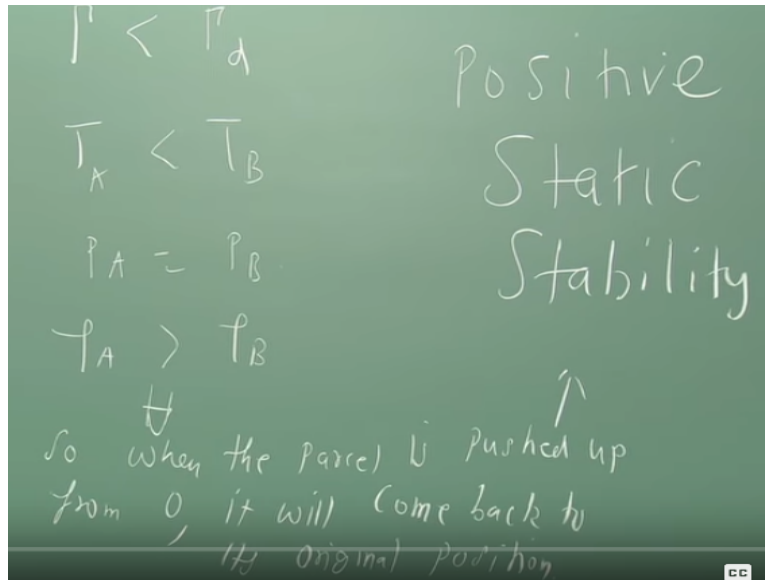 Γ < Γd
Positive
Static
Stability
TA < TB
PA = PB
ρA > ρB
⇓
↑
So when the parcel is pushed up
from O, it will come back to
its original position
CC